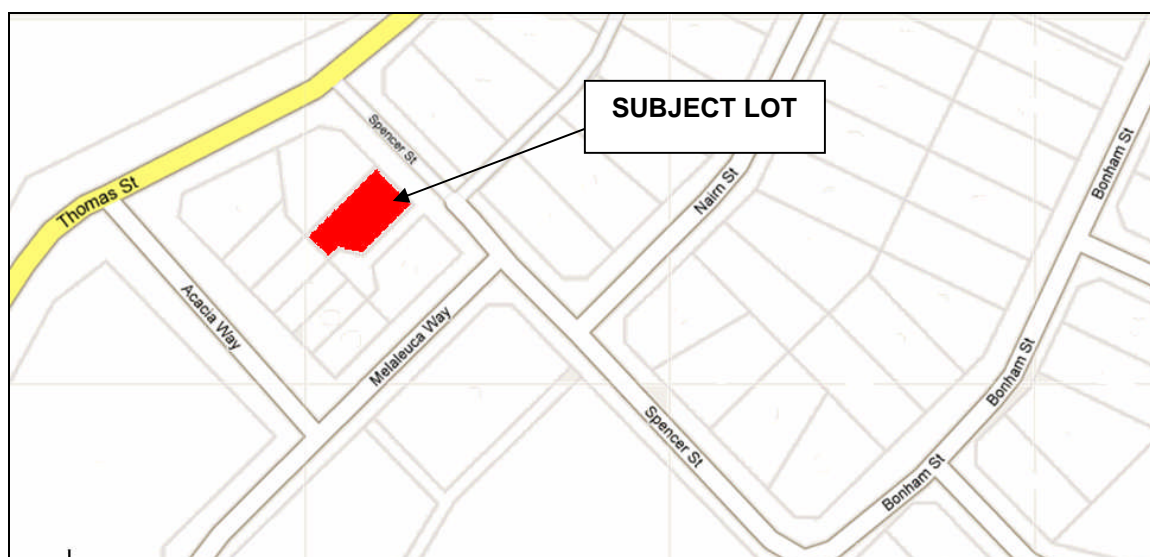 SUBJECT LOT
Spencer St
Thomas St
Nairn St
Bonham St
Acacia Way
Melaleuca Way
Bonham St
Spencer St
Bonham St